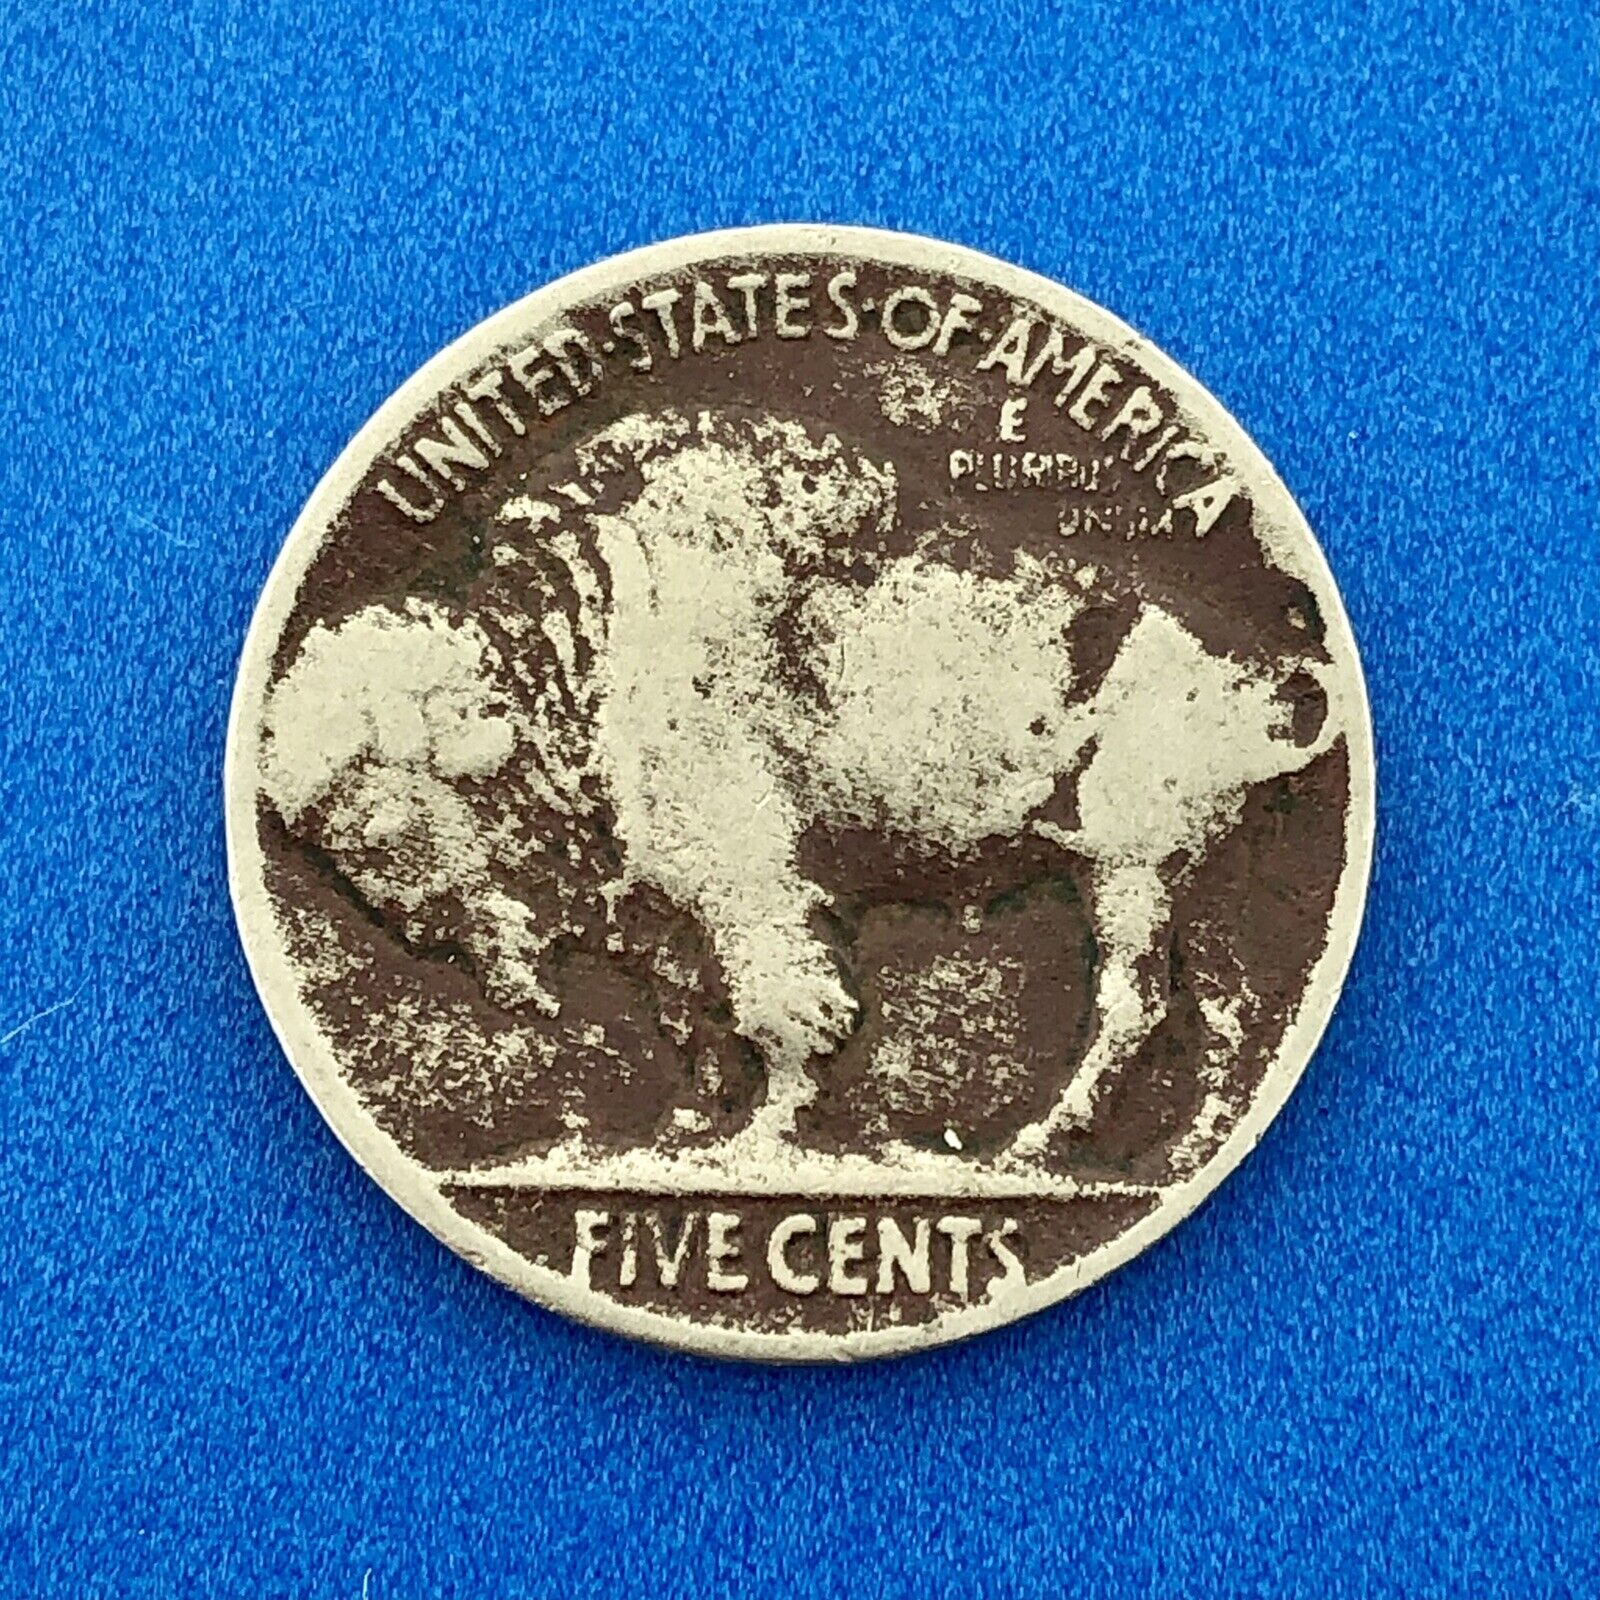 UNITED·STATES·OF·AMERICA
E
PLURIBUS
UNUM
FIVE CENTS